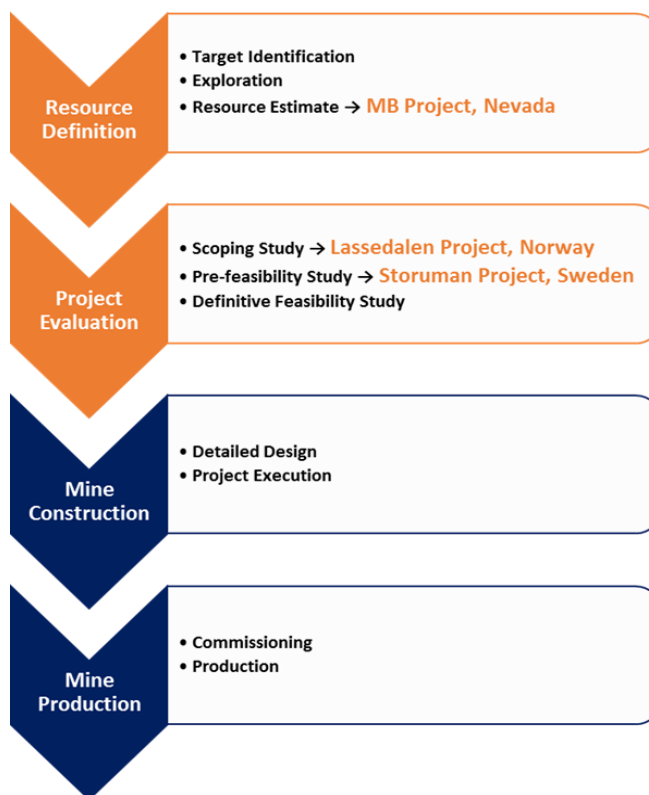 Resource
Definition
• Target Identification
• Exploration
• Resource Estimate → MB Project, Nevada
Project
Evaluation
• Scoping Study → Lassedalen Project, Norway
• Pre-feasibility Study → Storuman Project, Sweden
• Definitive Feasibility Study
Mine
Construction
• Detailed Design
• Project Execution
Mine
Production
• Commissioning
• Production